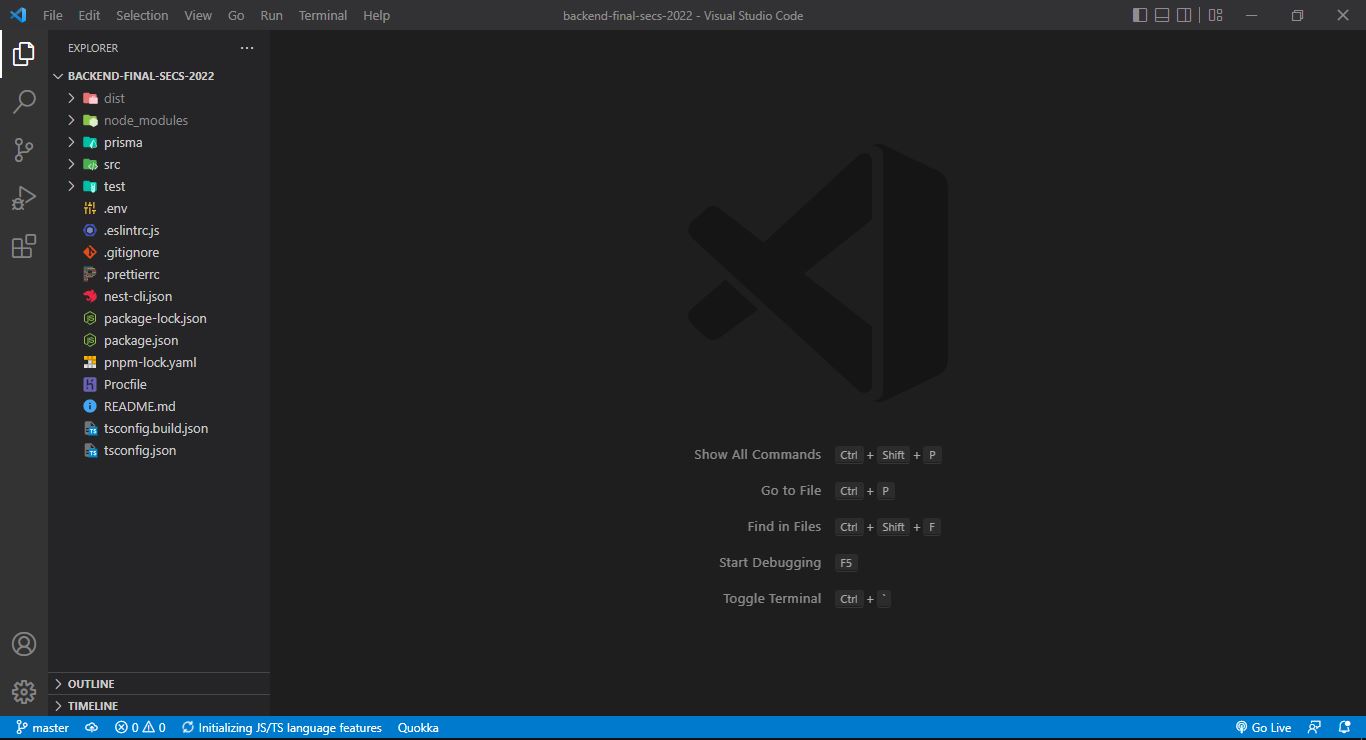 File Edit Selection View Go Run Terminal Help backend-final-secs-2022 - Visual Studio Code
EXPLORER
BACKEND-FINAL-SECS-2022
dist
node_modules
prisma
src
test
.env
.eslintrc.js
.gitignore
.prettierrc
nest-cli.json
package-lock.json
package.json
pnpm-lock.yaml
Procfile
README.md
tsconfig.build.json
tsconfig.json
Show All Commands Ctrl + Shift + P
Go to File Ctrl + P
Find in Files Ctrl + Shift + F
Start Debugging F5
Toggle Terminal Ctrl + `
OUTLINE
TIMELINE
master 0 0 Initializing JS/TS language features Quokka Go Live